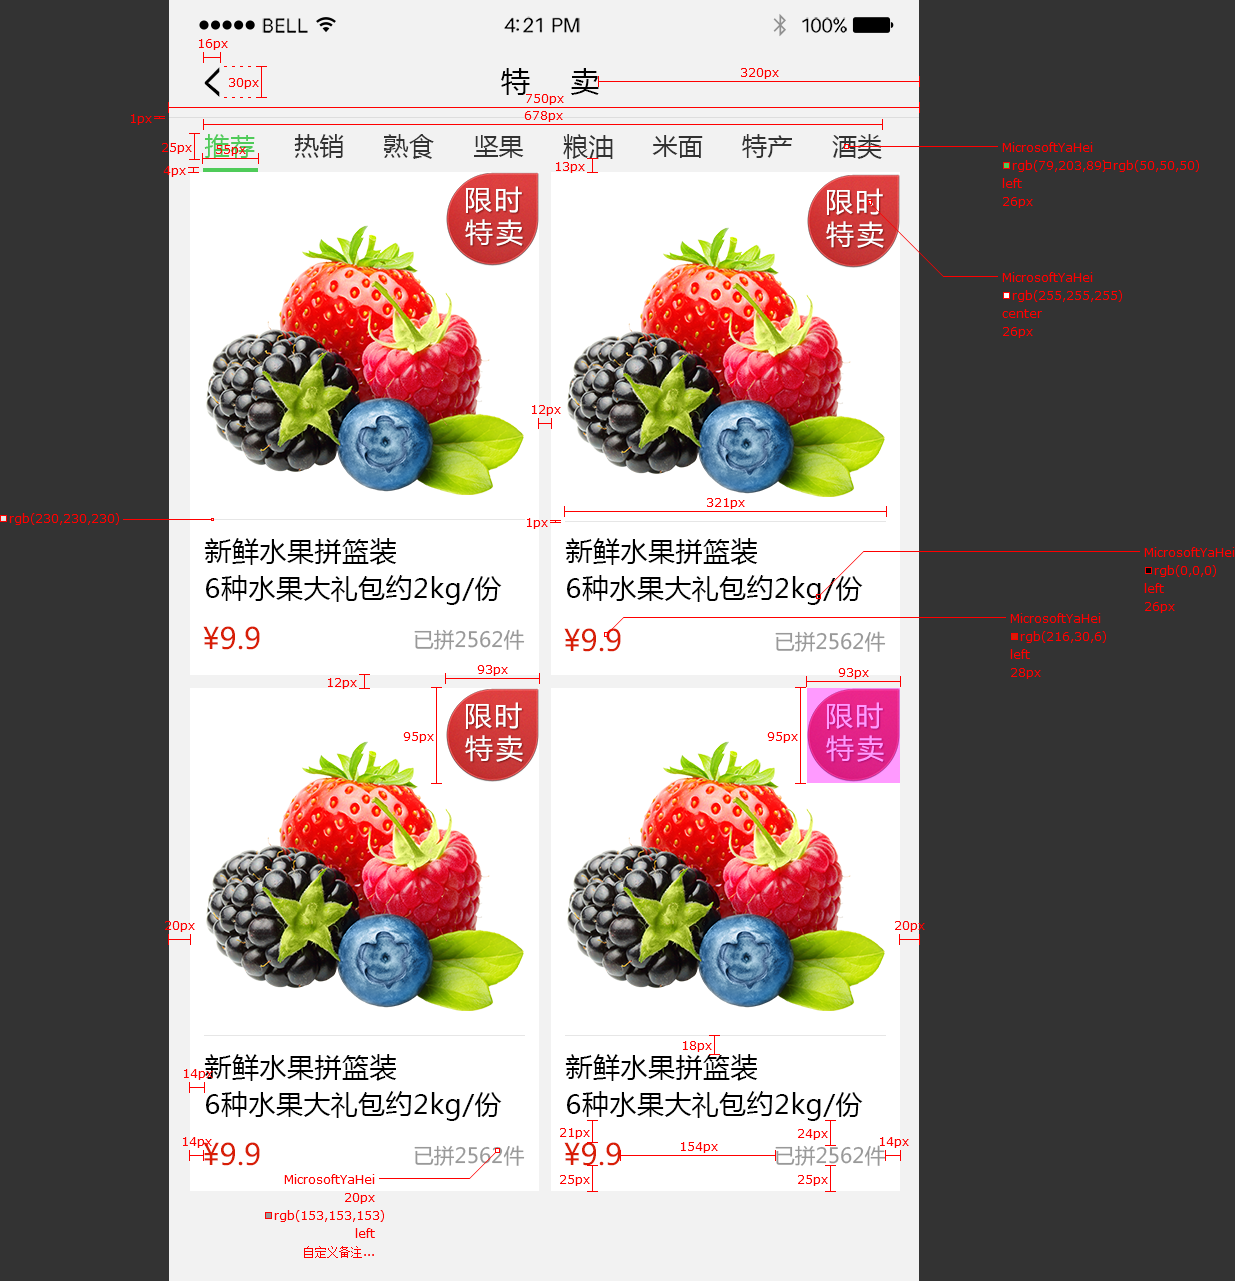 ●●●●● BELL 4:21 PM 100%
16px
30px
特 卖
320px
750px
678px
1px
推荐 热销 熟食 坚果 粮油 米面 特产 酒类
25px
55px
4px
13px
MicrosoftYaHei
rgb(79,203,89) rgb(50,50,50)
left
26px
限时
特卖
限时
特卖
MicrosoftYaHei
rgb(255,255,255)
center
26px
12px
321px
rgb(230,230,230)
1px
新鲜水果拼篮装
6种水果大礼包约2kg/份
¥9.9 已拼2562件
新鲜水果拼篮装
6种水果大礼包约2kg/份
¥9.9 已拼2562件
MicrosoftYaHei
rgb(0,0,0)
left
26px
MicrosoftYaHei
rgb(216,30,6)
left
28px
12px
93px
93px
限时
特卖
95px
限时
特卖
95px
20px
20px
18px
新鲜水果拼篮装
6种水果大礼包约2kg/份
¥9.9 已拼2562件
14px
14px
新鲜水果拼篮装
6种水果大礼包约2kg/份
¥9.9 已拼2562件
21px
154px
24px
14px
25px
25px
MicrosoftYaHei
20px
rgb(153,153,153)
left
自定义备注...